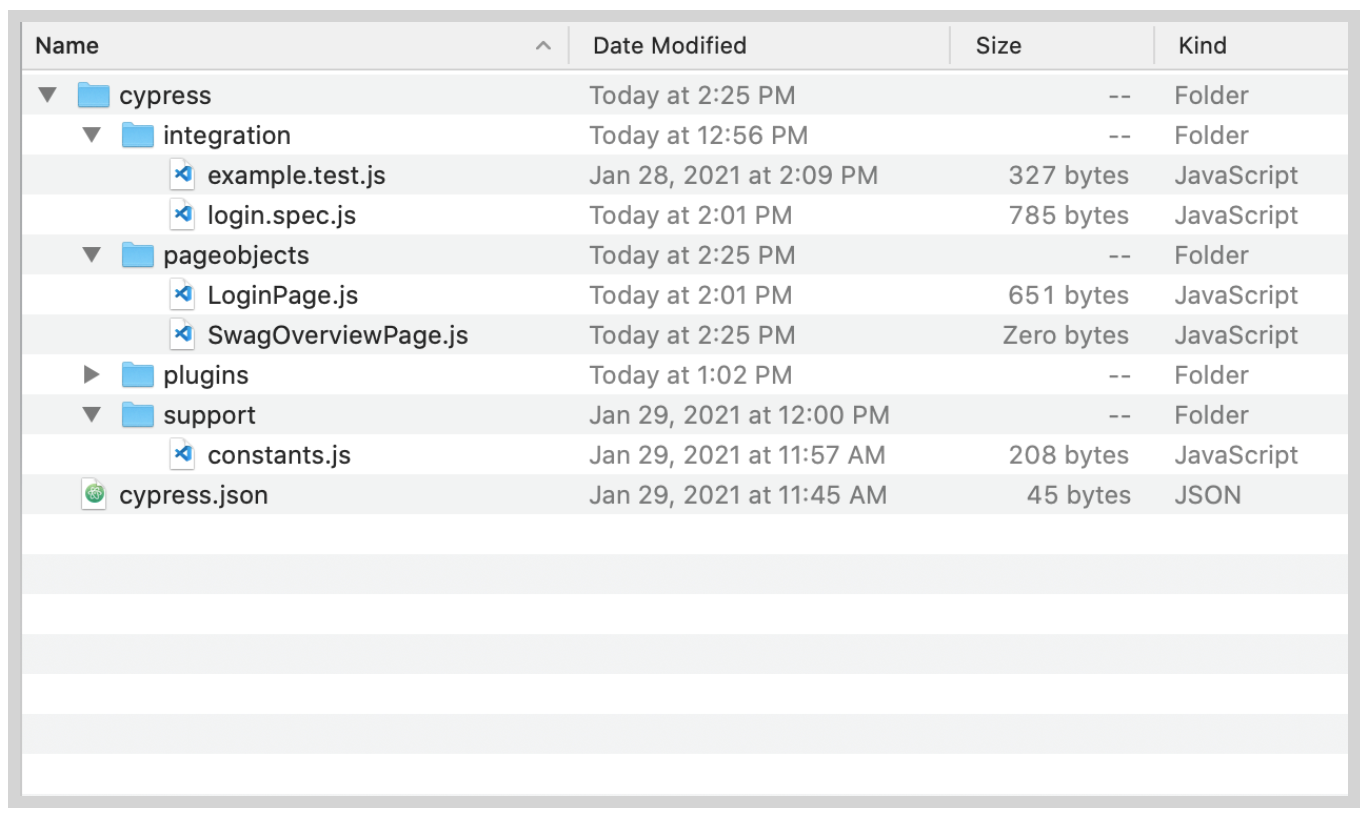 Name Date Modified Size Kind
cypress Today at 2:25 PM -- Folder
integration Today at 12:56 PM -- Folder
example.test.js Jan 28, 2021 at 2:09 PM 327 bytes JavaScript
login.spec.js Today at 2:01 PM 785 bytes JavaScript
pageobjects Today at 2:25 PM -- Folder
LoginPage.js Today at 2:01 PM 651 bytes JavaScript
SwagOverviewPage.js Today at 2:25 PM Zero bytes JavaScript
plugins Today at 1:02 PM -- Folder
support Jan 29, 2021 at 12:00 PM -- Folder
constants.js Jan 29, 2021 at 11:57 AM 208 bytes JavaScript
cypress.json Jan 29, 2021 at 11:45 AM 45 bytes JSON